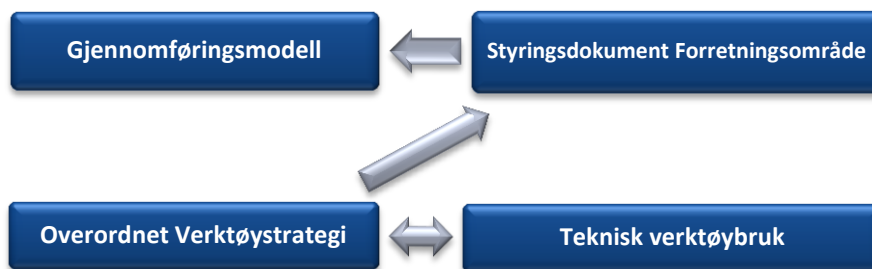 Gjennomføringsmodell
Styringsdokument Forretningsområde
Overordnet Verktøystrategi
Teknisk verktøybruk